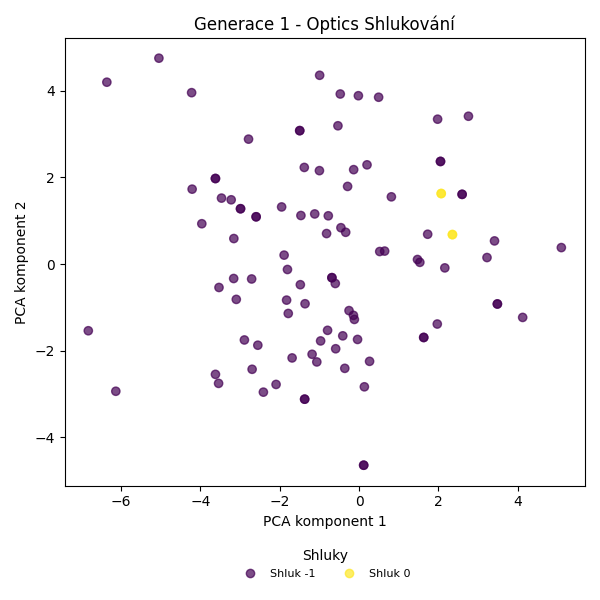 Generace 1 - Optics Shlukování
PCA komponent 2
4
2
0
−2
−4
−6 −4 −2 0 2 4
PCA komponent 1
Shluky
Shluk -1 Shluk 0